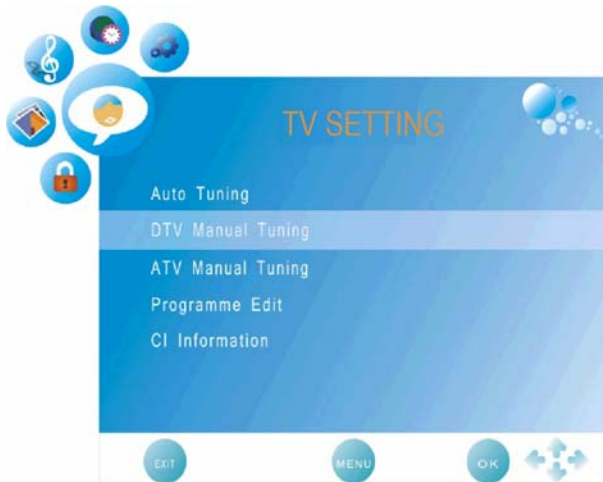 TV SETTING
Auto Tuning
DTV Manual Tuning
ATV Manual Tuning
Programme Edit
CI Information
EXIT
MENU
OK